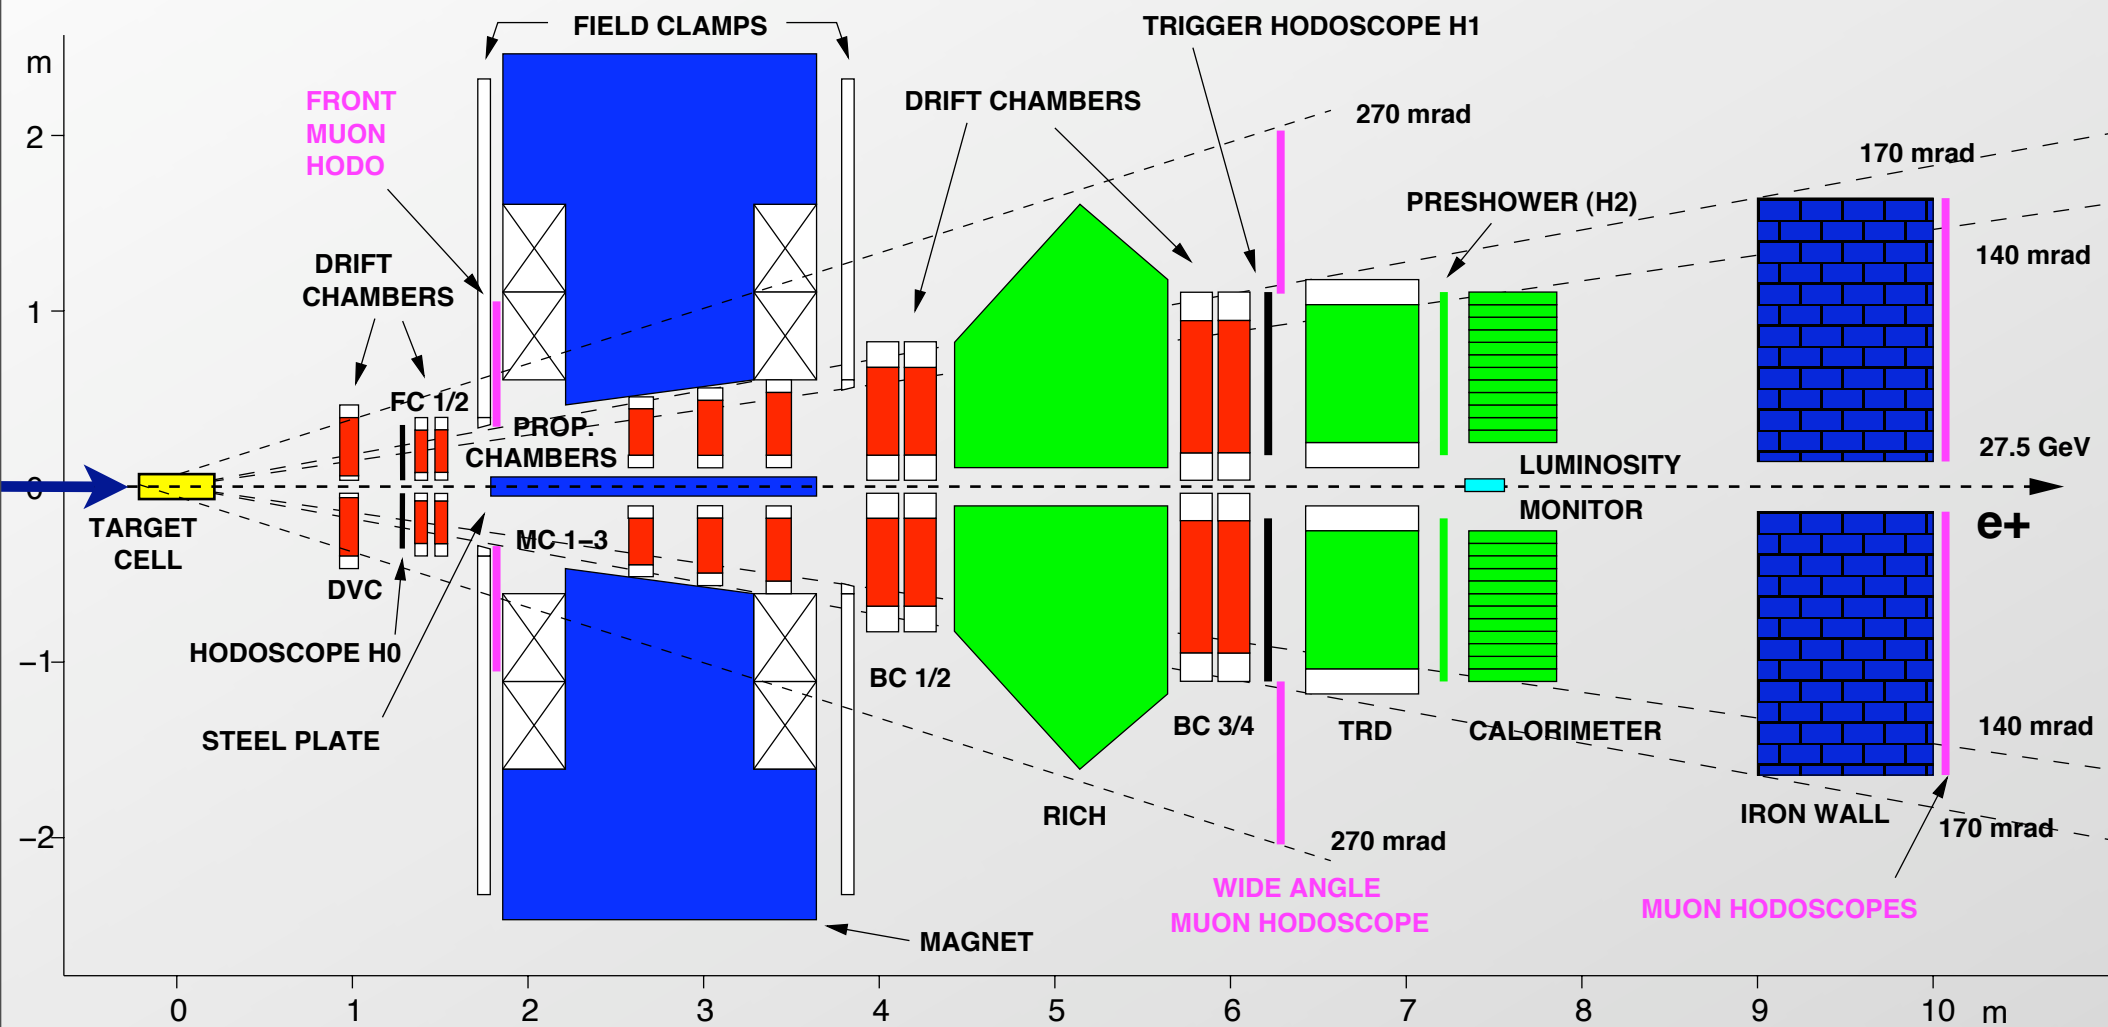 FIELD CLAMPS
TRIGGER HODOSCOPE H1
m
FRONT
MUON
HODO
DRIFT CHAMBERS
270 mrad
2
170 mrad
PRESHOWER (H2)
140 mrad
DRIFT
CHAMBERS
1
FC 1/2
PROP.
CHAMBERS
27.5 GeV
LUMINOSITY
MONITOR
0
e+
TARGET
CELL
MC 1–3
DVC
HODOSCOPE H0
–1
BC 1/2
BC 3/4
TRD
CALORIMETER
140 mrad
STEEL PLATE
RICH
IRON WALL
170 mrad
–2
270 mrad
WIDE ANGLE
MUON HODOSCOPE
MUON HODOSCOPES
MAGNET
0 1 2 3 4 5 6 7 8 9 10 m